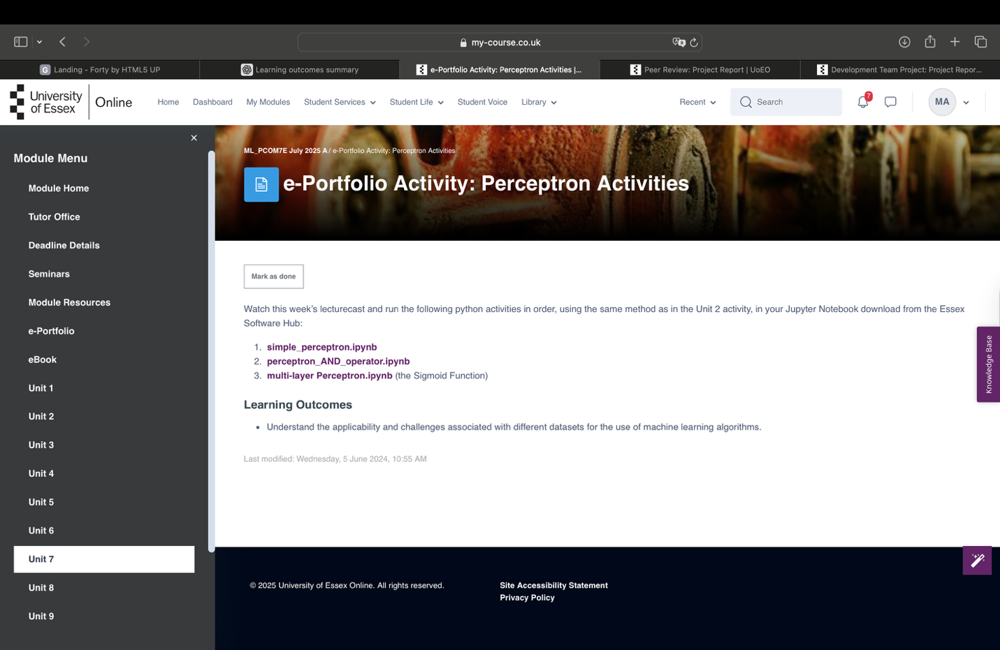 my-course.co.uk
G Landing - Forty by HTML5 UP
Learning outcomes summary
e-Portfolio Activity: Perceptron Activities |...
Peer Review: Project Report | UoEO
Development Team Project: Project Repor...
University
of Essex
Online
Home
Dashboard
My Modules
Student Services
Student Life
Student Voice
Library
Recent
Search
7
MA
Module Menu
Module Home
Tutor Office
Deadline Details
Seminars
Module Resources
e-Portfolio
eBook
Unit 1
Unit 2
Unit 3
Unit 4
Unit 5
Unit 6
Unit 7
Unit 8
Unit 9
ML_PCOM7E July 2025 A / e-Portfolio Activity: Perceptron Activities
e-Portfolio Activity: Perceptron Activities
Mark as done
Watch this week's lecturecast and run the following python activities in order, using the same method as in the Unit 2 activity, in your Jupyter Notebook download from the Essex
Software Hub:
1. simple_perceptron.ipynb
2. perceptron_AND_operator.ipynb
3. multi-layer Perceptron.ipynb (the Sigmoid Function)
Learning Outcomes
Understand the applicability and challenges associated with different datasets for the use of machine learning algorithms.
Last modified: Wednesday, 5 June 2024, 10:55 AM
Knowledge Base
© 2025 University of Essex Online. All rights reserved.
Site Accessibility Statement
Privacy Policy